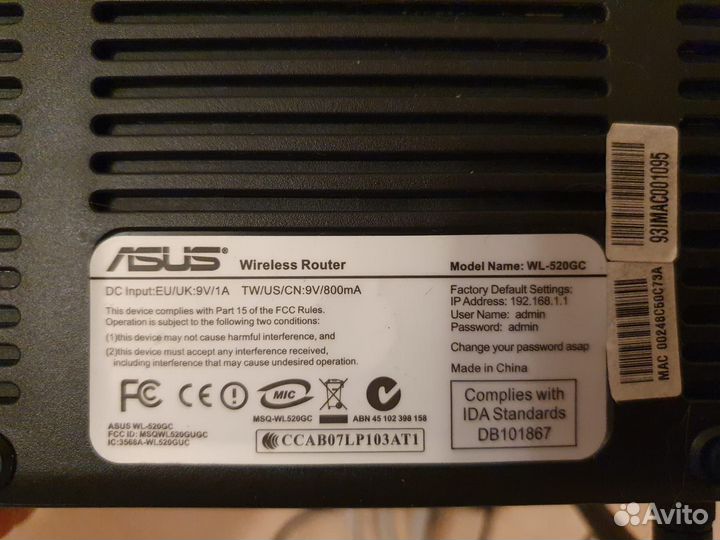 ASUS® Wireless Router Model Name: WL-520GC
DC Input:EU/UK:9V/1A TW/US/CN:9V/800mA
This device complies with Part 15 of the FCC Rules.
Operation is subject to the following two conditions:
(1)this device may not cause harmful interference, and
(2)this device must accept any interference received,
including interference that may cause undesired operation.
Factory Default Settings:
IP Address: 192.168.1.1
User Name: admin
Password: admin
Change your password asap
Made in China
FC CE MIC
MSQ-WL520GC
ABN 45 102 398 158
ASUS WL-520GC
FCC ID: MSQWL520GUGC
IC:3568A-WL520GUC
CCAB07LP103AT1
Complies with
IDA Standards
DB101867
93IMAC001095
MAC 00248C50C73A
Avito